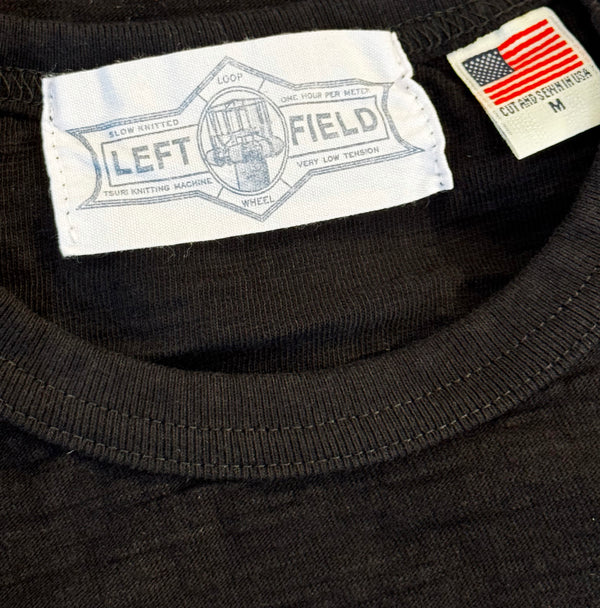 LOOP
SLOW KNITTED
ONE HOUR PER METER
LEFT FIELD
TSURI KNITTING MACHINE
VERY LOW TENSION
WHEEL
CUT AND SEWN IN USA
M